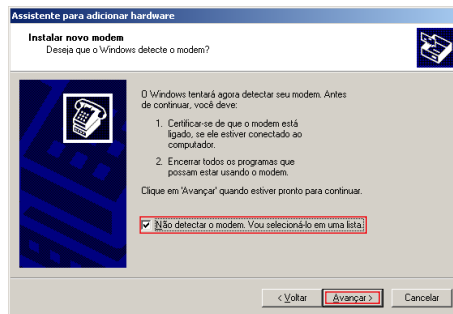 Assistente para adicionar hardware
Instalar novo modem
Deseja que o Windows detecte o modem?
O Windows tentará agora detectar seu modem. Antes
de continuar, você deve:
1. Certificar-se de que o modem está
ligado, se ele estiver conectado ao
computador.
2. Encerrar todos os programas que
possam estar usando o modem.
Clique em 'Avançar' quando estiver pronto para continuar.
Não detectar o modem. Vou selecioná-lo em uma lista.
< Voltar Avançar > Cancelar